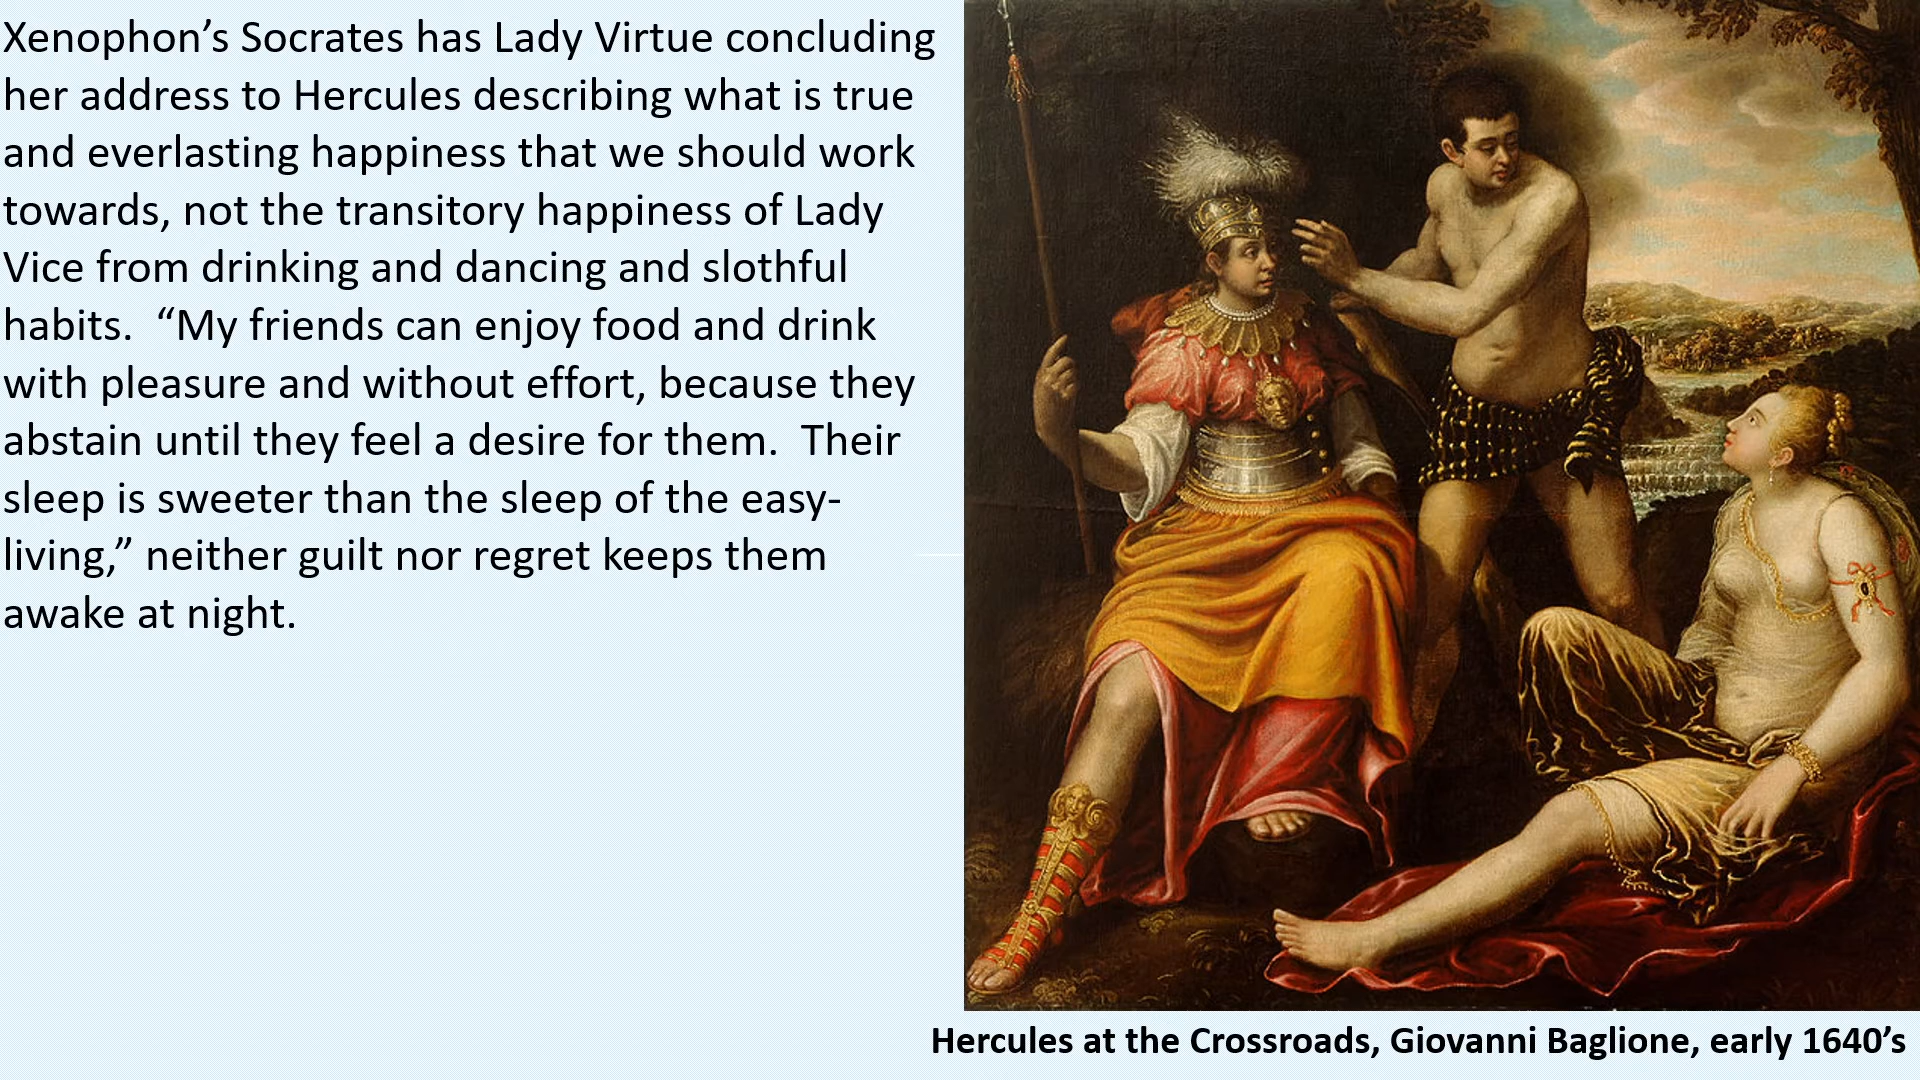 Xenophon’s Socrates has Lady Virtue concluding
her address to Hercules describing what is true
and everlasting happiness that we should work
towards, not the transitory happiness of Lady
Vice from drinking and dancing and slothful
habits.  “My friends can enjoy food and drink
with pleasure and without effort, because they
abstain until they feel a desire for them.  Their
sleep is sweeter than the sleep of the easy-
living,” neither guilt nor regret keeps them
awake at night.
Hercules at the Crossroads, Giovanni Baglione, early 1640’s